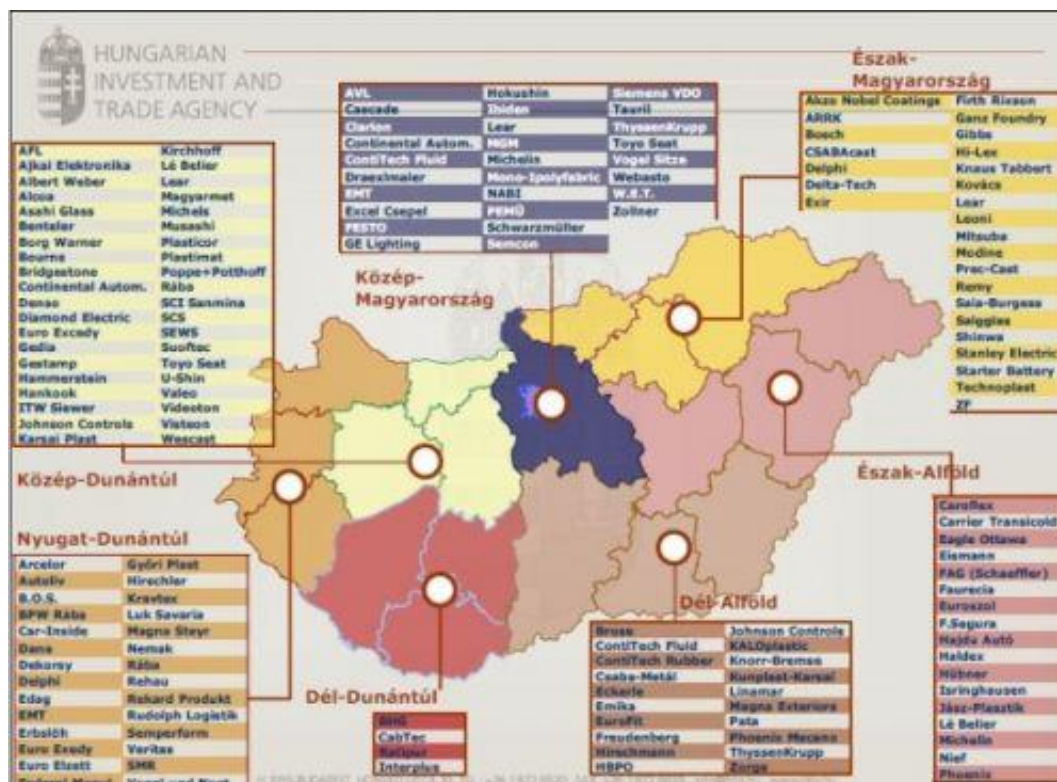 HUNGARIAN
INVESTMENT AND
TRADE AGENCY
AVL Hokushin Siemens VDO
Cascade Ibiden Tauril
Clarion Lear ThyssenKrupp
Continental Autom. MGM Toyo Seat
ContiTech Fluid Michelin Vogel Sitze
Draexlmaier Mono-Ipolyfabric Webasto
EMT NABI W.E.T.
Excel Csepel PEMÜ Zollner
FESTO Schwarzmüller
GE Lighting Semcon
Közép-
Magyarország
Észak-
Magyarország
Akzo Nobel Coatings Firth Rixson
ARRK Ganz Foundry
Bosch Gibbs
CSABAcast Hi-Lex
Delphi Knaus Tabbert
Delta-Tech Kovács
Exir Lear
Leoni
Mitsuba
Modine
Prec-Cast
Remy
Saia-Burgess
Salgglas
Shinwa
Stanley Electric
Starter Battery
Technoplast
ZF
AFL Kirchhoff
Ajkai Elektronika Lé Belier
Albert Weber Lear
Alcoa Magyarmet
Asahi Glass Michels
Benteler Musashi
Borg Warner Plasticor
Bourns Plastimat
Bridgestone Poppe+Potthoff
Continental Autom. Rába
Denso SCI Sanmina
Diamond Electric SCS
Euro Exedy SEWS
Gedia Suoftec
Gestamp Toyo Seat
Hammerstein U-Shin
Hankook Valeo
ITW Siewer Videoton
Johnson Controls Visteon
Karsai Plast Wescast
Közép-Dunántúl
Észak-Alföld
Caroflex
Carrier Transicold
Eagle Ottawa
Eismann
FAG (Schaeffler)
Faurecia
Euroszol
F.Segura
Hajdu Autó
Haldex
Hübner
Isringhausen
Jász-Plasztik
Lé Belier
Michelin
Nief
Phoenix
Nyugat-Dunántúl
Arcelor Győri Plast
Autoliv Hirschler
B.O.S. Kravtex
BPW Rába Luk Savaria
Car-Inside Magna Steyr
Dana Nemak
Dekorsy Rába
Delphi Rehau
Edag Rekard Produkt
EMT Rudolph Logistik
Erbslöh Semperform
Euro Exedy Veritas
Euro Elzett SMR
Dél-Dunántúl
CabTec
Interplus
Dél-Alföld
Brose Johnson Controls
ContiTech Fluid KALOplastic
ContiTech Rubber Knorr-Bremse
Csaba-Metál Kunplast-Karsai
Eckerle Linamar
Emika Magna Exteriors
EuroFit Pata
Freudenberg Phoenix Mecano
Hirschmann ThyssenKrupp
HBPO Zorge